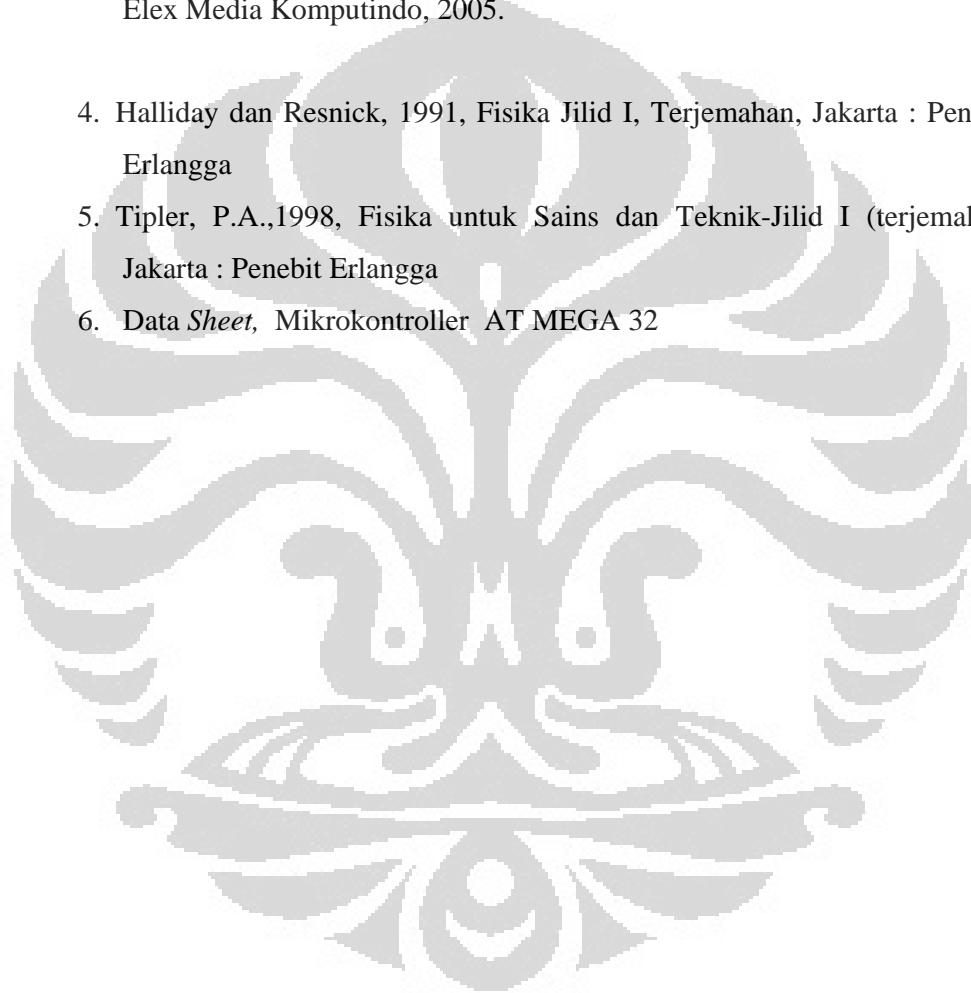 Elex Media Komputindo, 2005.
4. Halliday dan Resnick, 1991, Fisika Jilid I, Terjemahan, Jakarta : Pen
Erlangga
5. Tipler, P.A.,1998, Fisika untuk Sains dan Teknik-Jilid I (terjemah
Jakarta : Penebit Erlangga
6. Data Sheet, Mikrokontroller AT MEGA 32